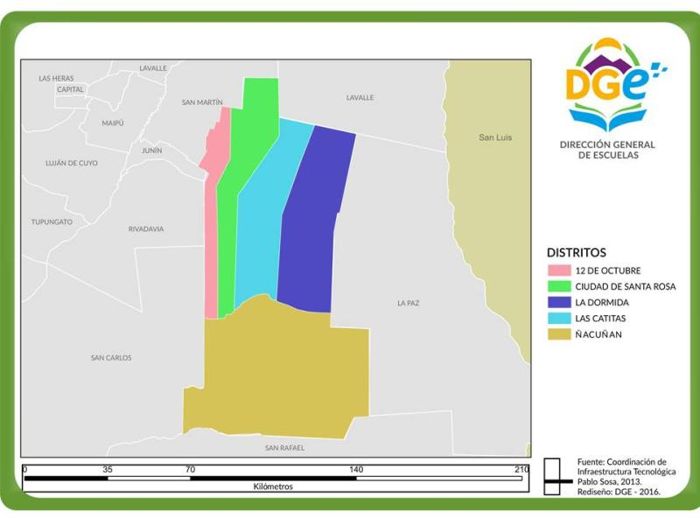 LAVALLE
LAS HERAS
CAPITAL
SAN MARTÍN
LAVALLE
MAIPÚ
JUNÍN
LUJÁN DE CUYO
San Luis
TUPUNGATO
RIVADAVIA
LA PAZ
SAN CARLOS
SAN RAFAEL
DGe
DIRECCIÓN GENERAL
DE ESCUELAS
DISTRITOS
12 DE OCTUBRE
CIUDAD DE SANTA ROSA
LA DORMIDA
LAS CATITAS
ÑACUÑAN
0 35 70 140 210
Kilómetros
Fuente: Coordinación de
Infraestructura Tecnológica
Pablo Sosa, 2013.
Rediseño: DGE - 2016.